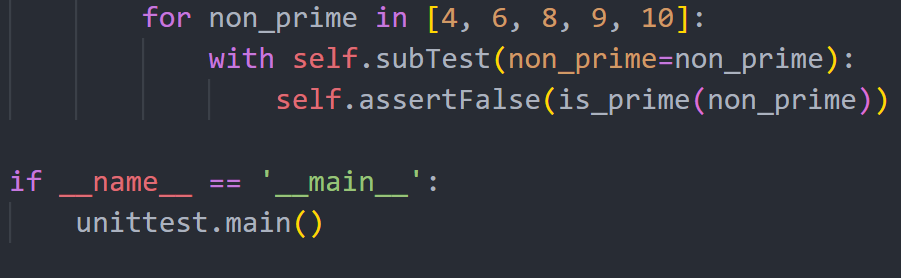 for non_prime in [4, 6, 8, 9, 10]:
with self.subTest(non_prime=non_prime):
self.assertFalse(is_prime(non_prime))
if __name__ == '__main__':
unittest.main()